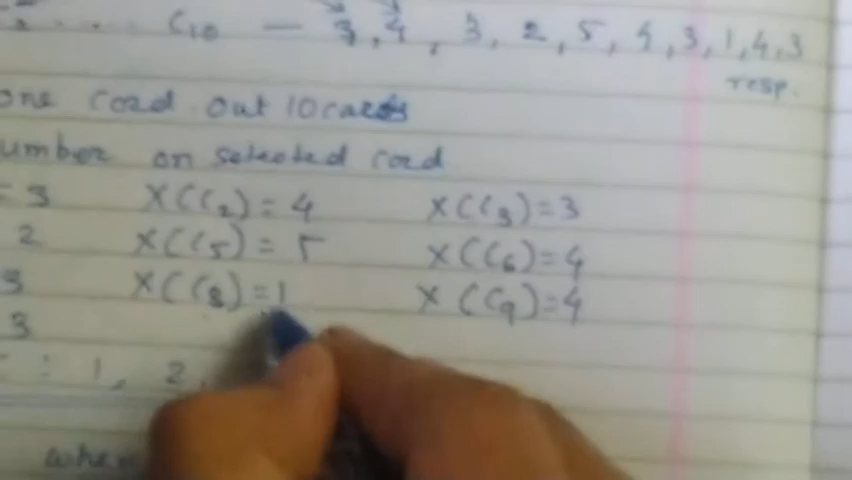 ... C10 — 3, 4, 3, 2, 5, 4, 3, 1, 4, 3
resp.
one Card out 10 cards
umber on selected card
= 3 X(C2) = 4 X(C3) = 3
2 X(C5) = 5 X(C6) = 4
3 X(C8) = 1 X(C9) = 4
3
: 1, 2,
when